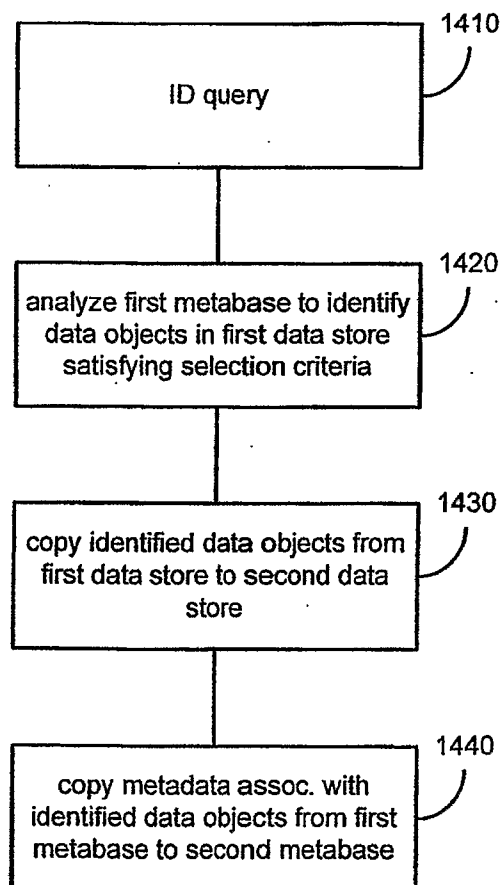 1410
ID query
1420
analyze first metabase to identify
data objects in first data store
satisfying selection criteria
1430
copy identified data objects from
first data store to second data
store
1440
copy metadata assoc. with
identified data objects from first
metabase to second metabase